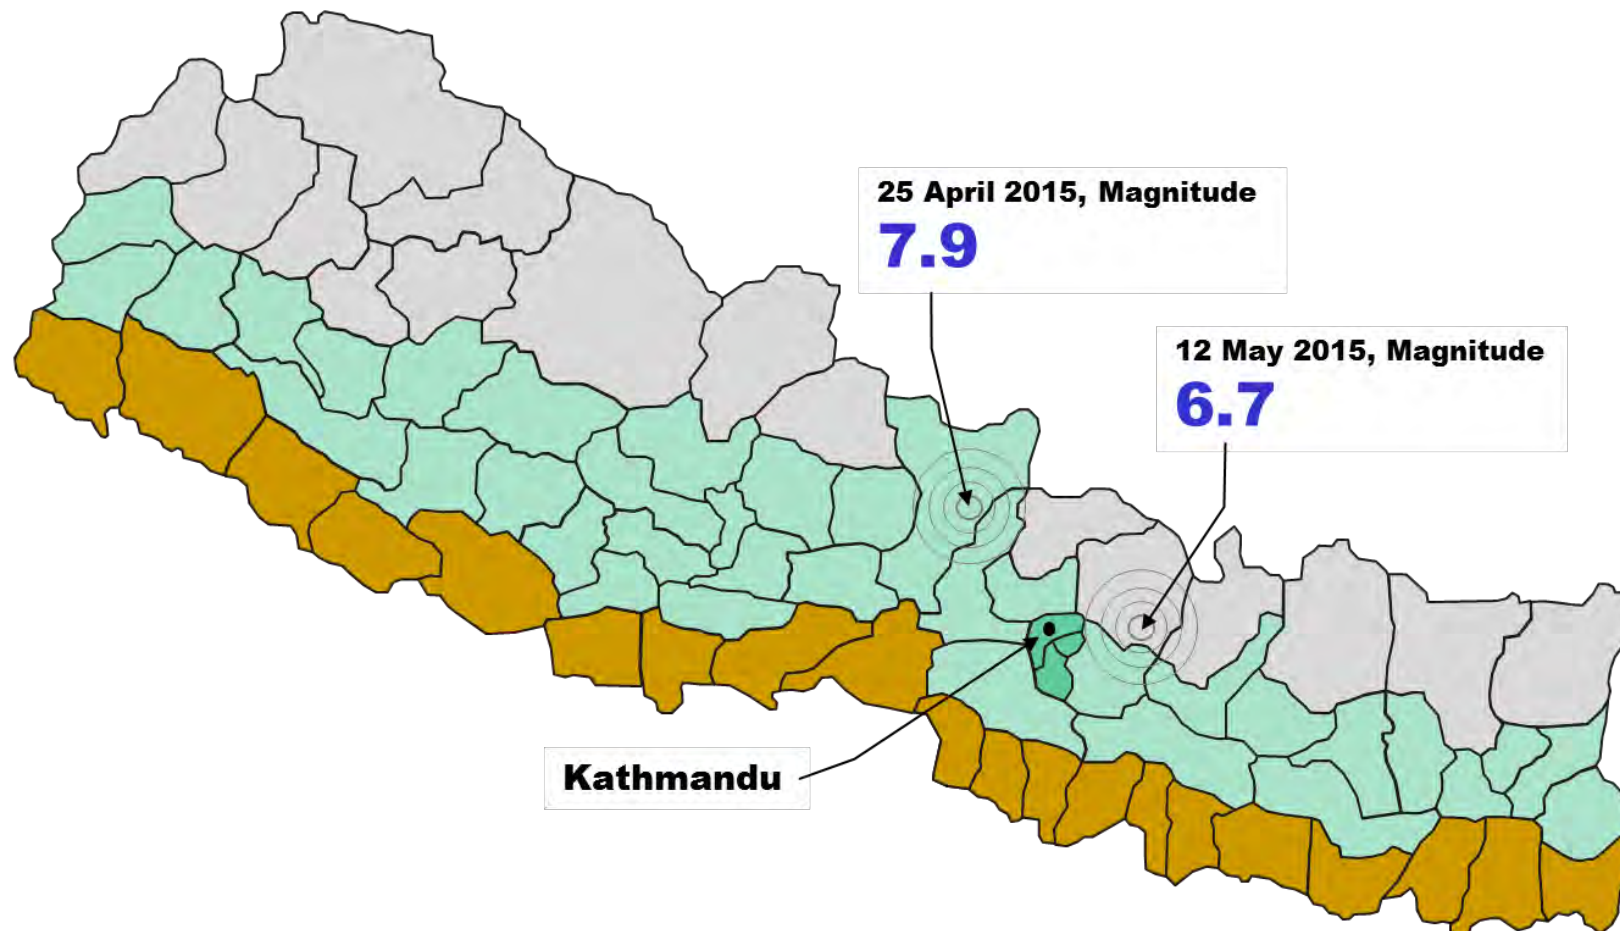 25 April 2015, Magnitude
7.9
12 May 2015, Magnitude
6.7
Kathmandu